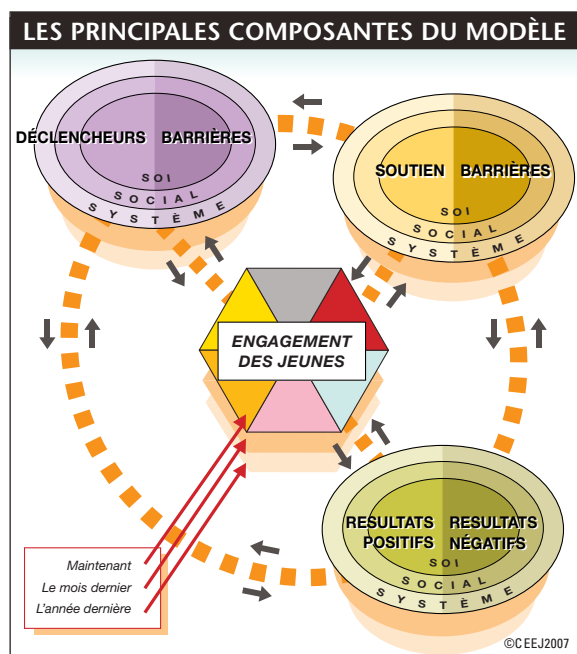 LES PRINCIPALES COMPOSANTES DU MODÈLE
DÉCLENCHEURS BARRIÈRES
SOI
SOCIAL
SYSTÈME
SOUTIEN BARRIÈRES
SOI
SOCIAL
SYSTÈME
ENGAGEMENT
DES JEUNES
RESULTATS RESULTATS
POSITIFS NÉGATIFS
SOI
SOCIAL
SYSTÈME
Maintenant
Le mois dernier
L'année dernière
©CEEJ2007